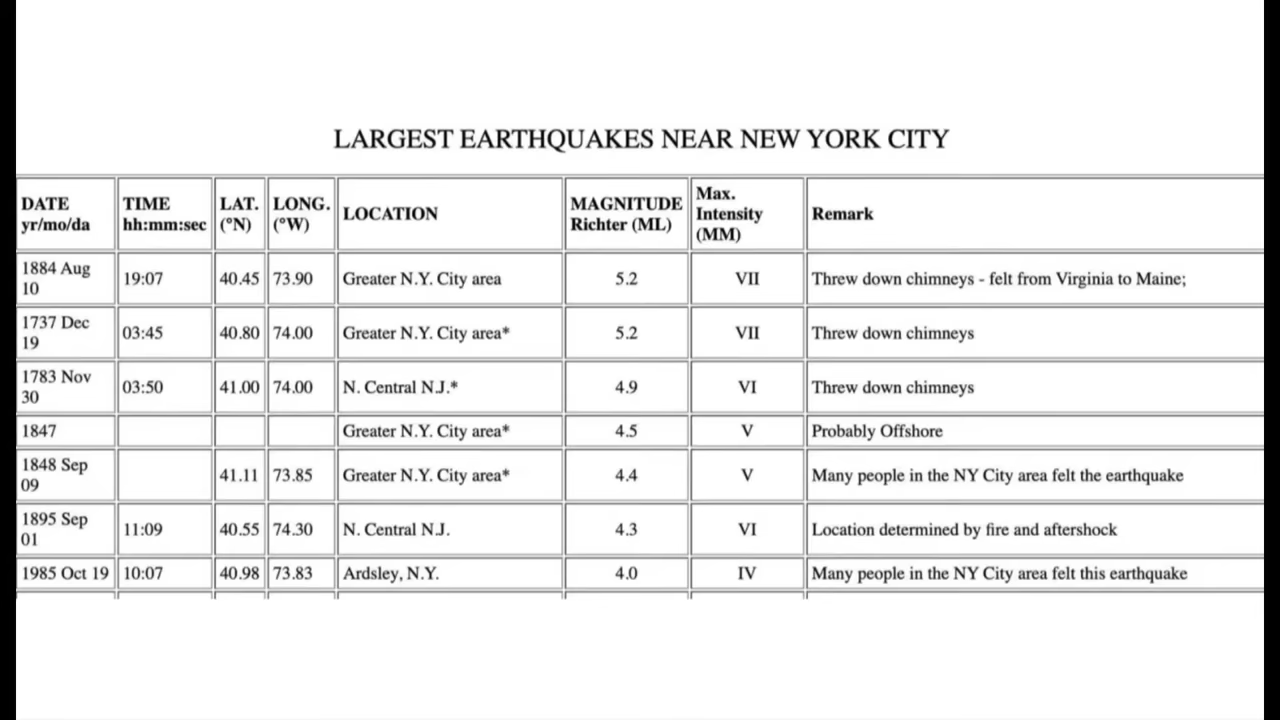 LARGEST EARTHQUAKES NEAR NEW YORK CITY
DATE yr/mo/da TIME hh:mm:sec LAT. (°N) LONG. (°W) LOCATION MAGNITUDE Richter (ML) Max. Intensity (MM) Remark
1884 Aug 10 19:07 40.45 73.90 Greater N.Y. City area 5.2 VII Threw down chimneys - felt from Virginia to Maine;
1737 Dec 19 03:45 40.80 74.00 Greater N.Y. City area* 5.2 VII Threw down chimneys
1783 Nov 30 03:50 41.00 74.00 N. Central N.J.* 4.9 VI Threw down chimneys
1847 Greater N.Y. City area* 4.5 V Probably Offshore
1848 Sep 09 41.11 73.85 Greater N.Y. City area* 4.4 V Many people in the NY City area felt the earthquake
1895 Sep 01 11:09 40.55 74.30 N. Central N.J. 4.3 VI Location determined by fire and aftershock
1985 Oct 19 10:07 40.98 73.83 Ardsley, N.Y. 4.0 IV Many people in the NY City area felt this earthquake